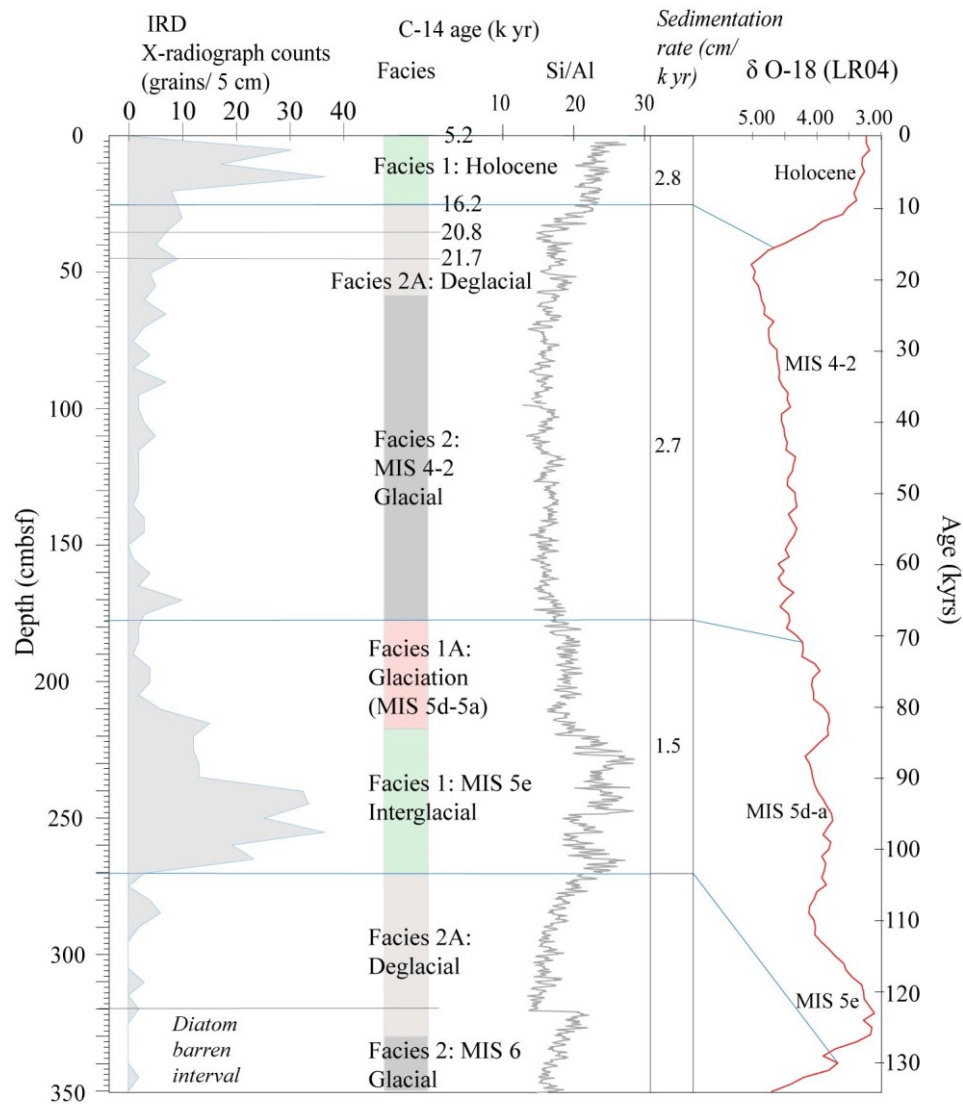 IRD
X-radiograph counts
(grains/ 5 cm)
0 10 20 30 40
C-14 age (k yr)
Facies
Si/Al
10 20 30
Sedimentation
rate (cm/
k yr)
δ O-18 (LR04)
5.00 4.00 3.00
Depth (cmbsf)
0
50
100
150
200
250
300
350
5.2
Facies 1: Holocene
16.2
20.8
21.7
Facies 2A: Deglacial
Facies 2:
MIS 4-2
Glacial
Facies 1A:
Glaciation
(MIS 5d-5a)
Facies 1: MIS 5e
Interglacial
Facies 2A:
Deglacial
Facies 2: MIS 6
Glacial
Diatom
barren
interval
2.8
2.7
1.5
Holocene
MIS 4-2
MIS 5d-a
MIS 5e
0
10
20
30
40
50
60
70
80
90
100
110
120
130
Age (kyrs)